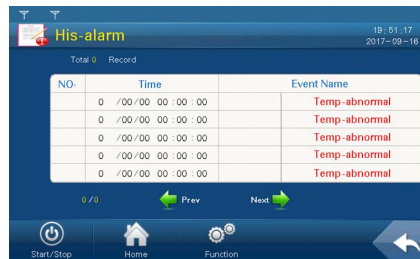 His-alarm
19:51:17
2017-09-16
Total 0 Record
NO- Time Event Name
0 /00/00 00:00:00 Temp-abnormal
0 /00/00 00:00:00 Temp-abnormal
0 /00/00 00:00:00 Temp-abnormal
0 /00/00 00:00:00 Temp-abnormal
0 /00/00 00:00:00 Temp-abnormal
0/0 Prev Next
Start/Stop Home Function